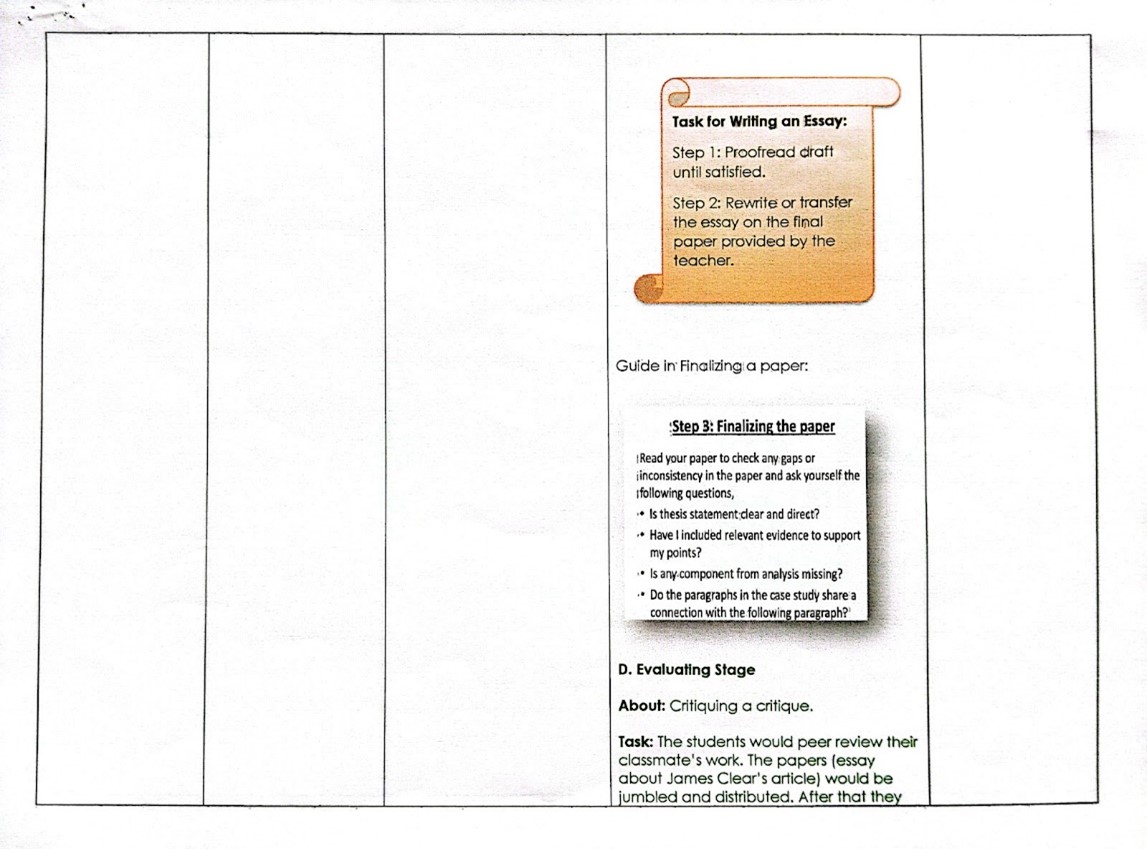 Task for Writing an Essay:
Step 1: Proofread draft
until satisfied.
Step 2: Rewrite or transfer
the essay on the final
paper provided by the
teacher.
Guide in Finalizing a paper:
Step 3: Finalizing the paper
Read your paper to check any gaps or
inconsistency in the paper and ask yourself the
following questions,
• Is thesis statement clear and direct?
• Have I included relevant evidence to support
my points?
• Is any component from analysis missing?
• Do the paragraphs in the case study share a
connection with the following paragraph?
D. Evaluating Stage
About: Critiquing a critique.
Task: The students would peer review their
classmate's work. The papers (essay
about James Clear's article) would be
jumbled and distributed. After that they